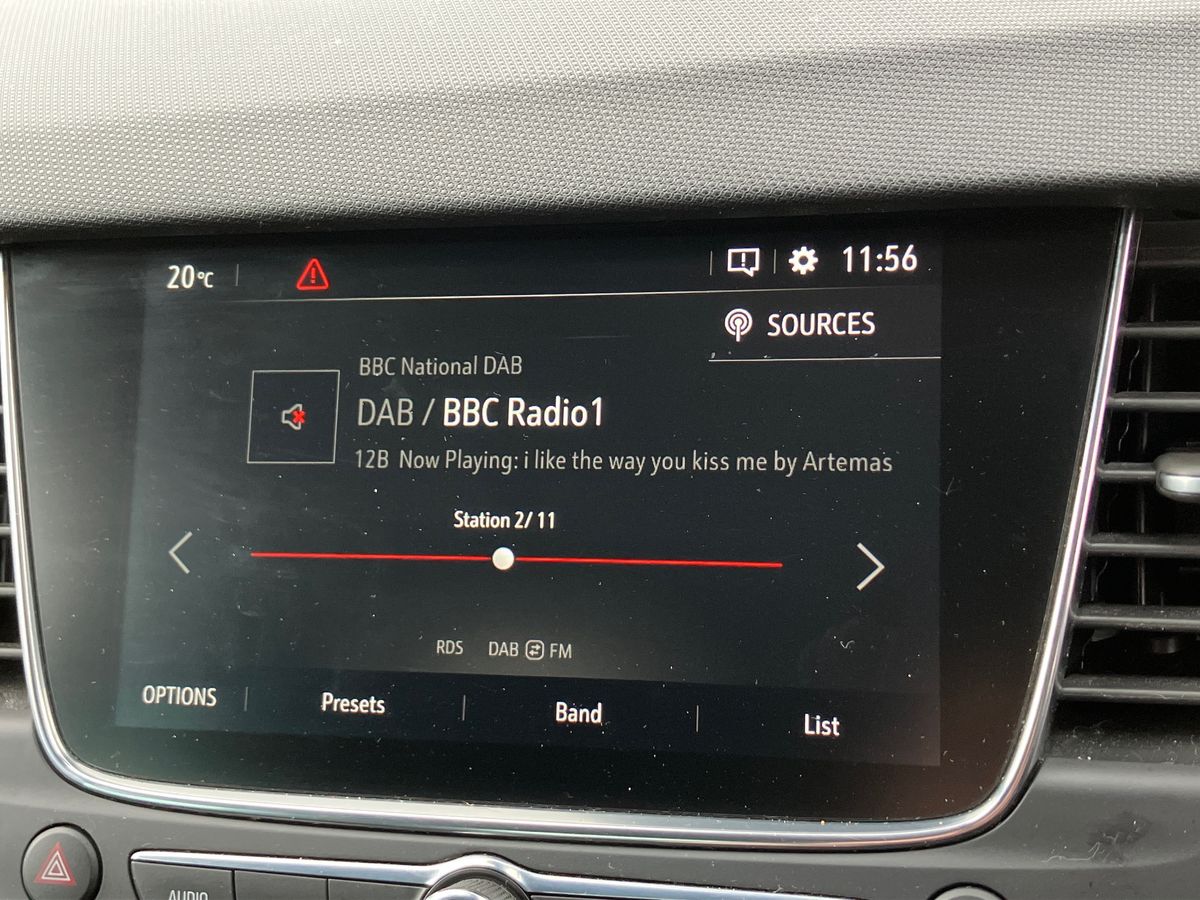 20°C
11:56
SOURCES
BBC National DAB
DAB / BBC Radio1
12B Now Playing: i like the way you kiss me by Artemas
Station 2/11
RDS DAB FM
OPTIONS Presets Band List
AUDIO